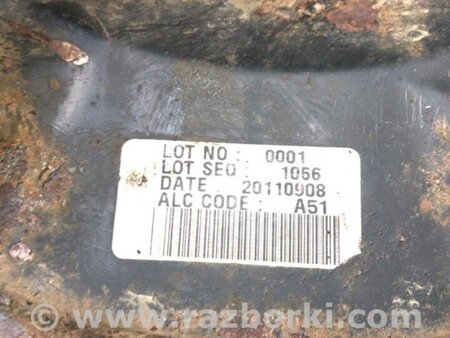 LOT NO : 0001
LOT SEQ : 1066
DATE : 20110908
ALC CODE : A51
© www.razborki.com